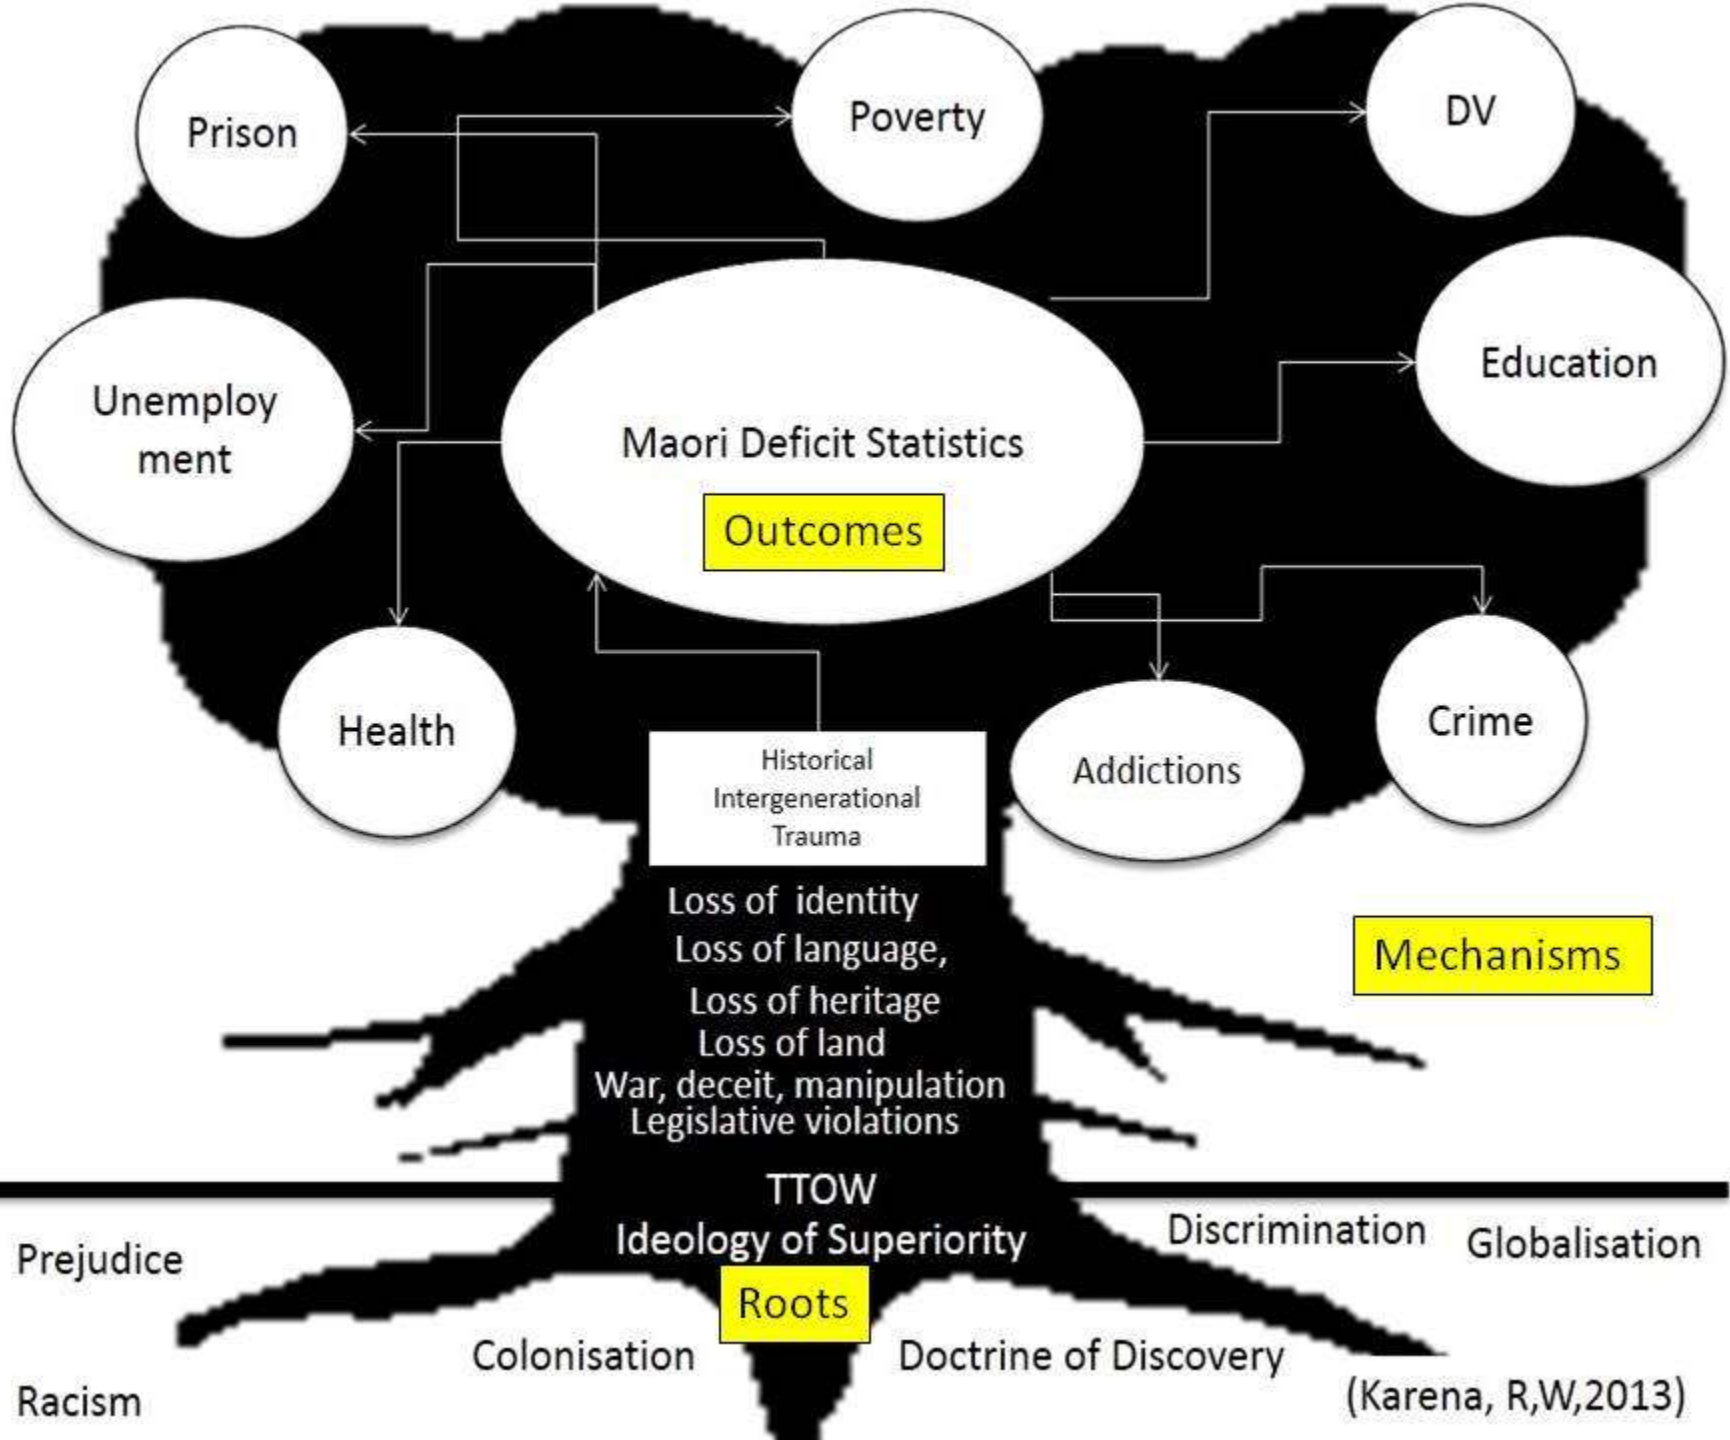 Prison
Poverty
DV
Unemploy
ment
Education
Maori Deficit Statistics
Outcomes
Health
Addictions
Crime
Historical
Intergenerational
Trauma
Loss of identity
Loss of language,
Loss of heritage
Loss of land
War, deceit, manipulation
Legislative violations
Mechanisms
TTOW
Ideology of Superiority
Roots
Prejudice
Discrimination
Globalisation
Colonisation
Doctrine of Discovery
Racism
(Karena, R,W,2013)